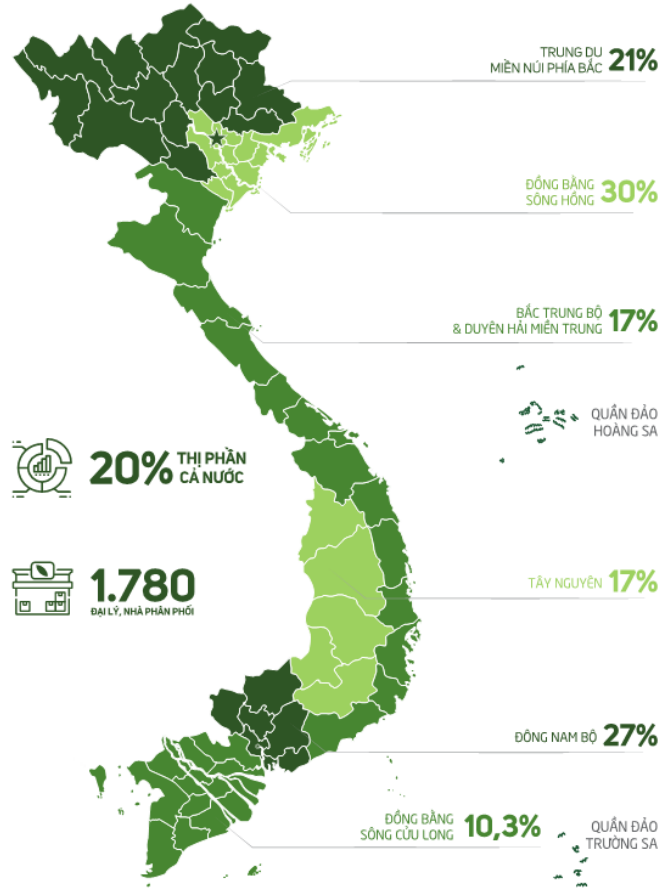 TRUNG DU
MIỀN NÚI PHÍA BẮC 21%
ĐỒNG BẰNG
SÔNG HỒNG 30%
BẮC TRUNG BỘ
& DUYÊN HẢI MIỀN TRUNG 17%
QUẦN ĐẢO
HOÀNG SA
20% THỊ PHẦN
CẢ NƯỚC
1.780
ĐẠI LÝ, NHÀ PHÂN PHỐI
TÂY NGUYÊN 17%
ĐÔNG NAM BỘ 27%
ĐỒNG BẰNG
SÔNG CỬU LONG 10,3%
QUẦN ĐẢO
TRƯỜNG SA